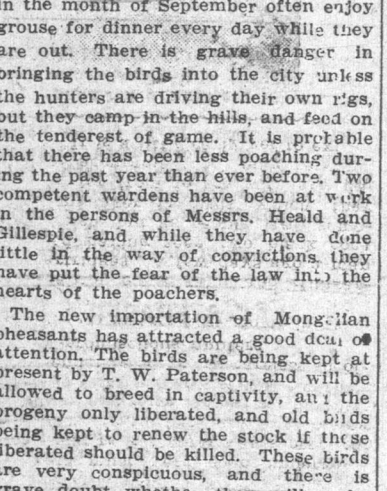 in the month of September often enjoy
grouse for dinner every day while they
are out. There is grave danger in
bringing the birds into the city unless
the hunters are driving their own rigs,
but they camp in the hills, and feed on
the tenderest of game. It is probable
that there has been less poaching dur-
ing the past year than ever before. Two
competent wardens have been at work
in the persons of Messrs. Heald and
Gillespie, and while they have done
little in the way of convictions they
have put the fear of the law into the
hearts of the poachers.
The new importation of Mongolian
pheasants has attracted a good deal of
attention. The birds are being kept at
present by T. W. Paterson, and will be
allowed to breed in captivity, and the
progeny only liberated, and old birds
being kept to renew the stock if those
liberated should be killed. These birds
are very conspicuous, and there is
grave doubt